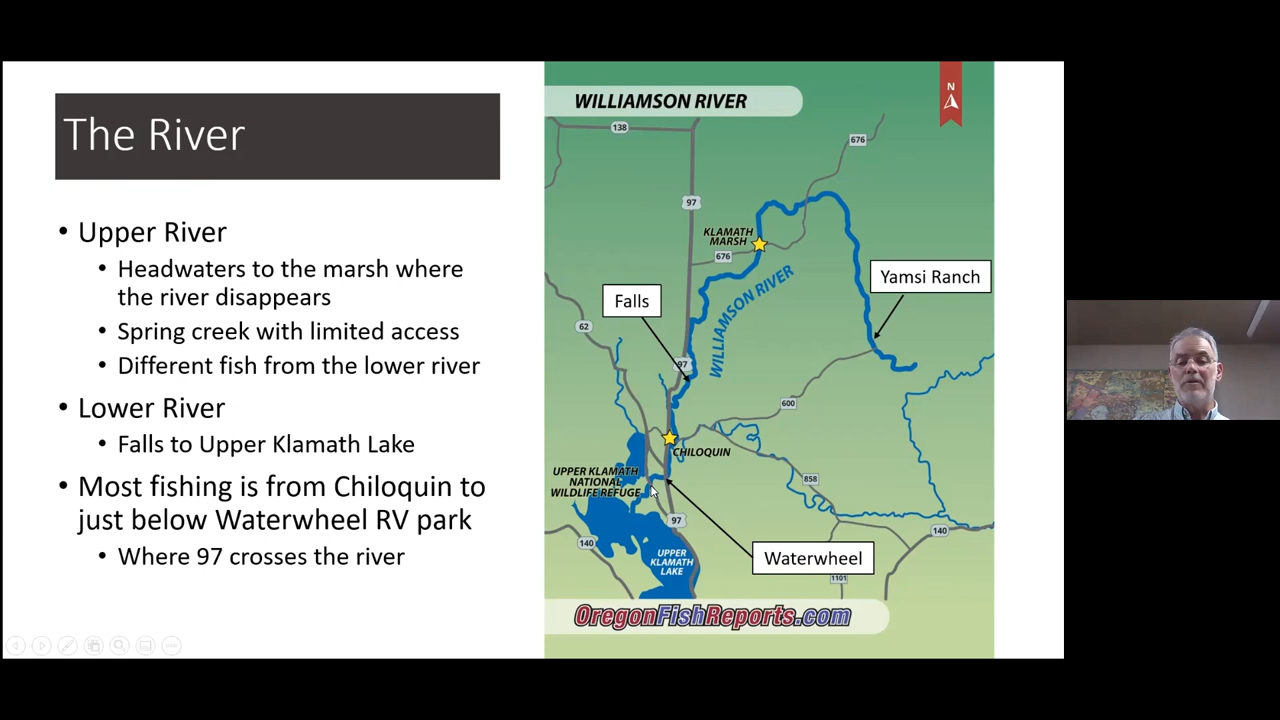 The River
• Upper River
• Headwaters to the marsh where
the river disappears
• Spring creek with limited access
• Different fish from the lower river
• Lower River
• Falls to Upper Klamath Lake
• Most fishing is from Chiloquin to
just below Waterwheel RV park
• Where 97 crosses the river
WILLIAMSON RIVER
N
138
676
97
KLAMATH
MARSH
676
Yamsi Ranch
Falls
WILLIAMSON RIVER
62
97
600
CHILOQUIN
UPPER KLAMATH
NATIONAL
WILDLIFE REFUGE
858
97
140
140
UPPER
KLAMATH
LAKE
Waterwheel
1101
OregonFishReports.com